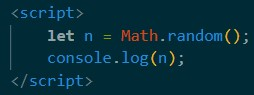 <script>
    let n = Math.random();
    console.log(n);
</script>